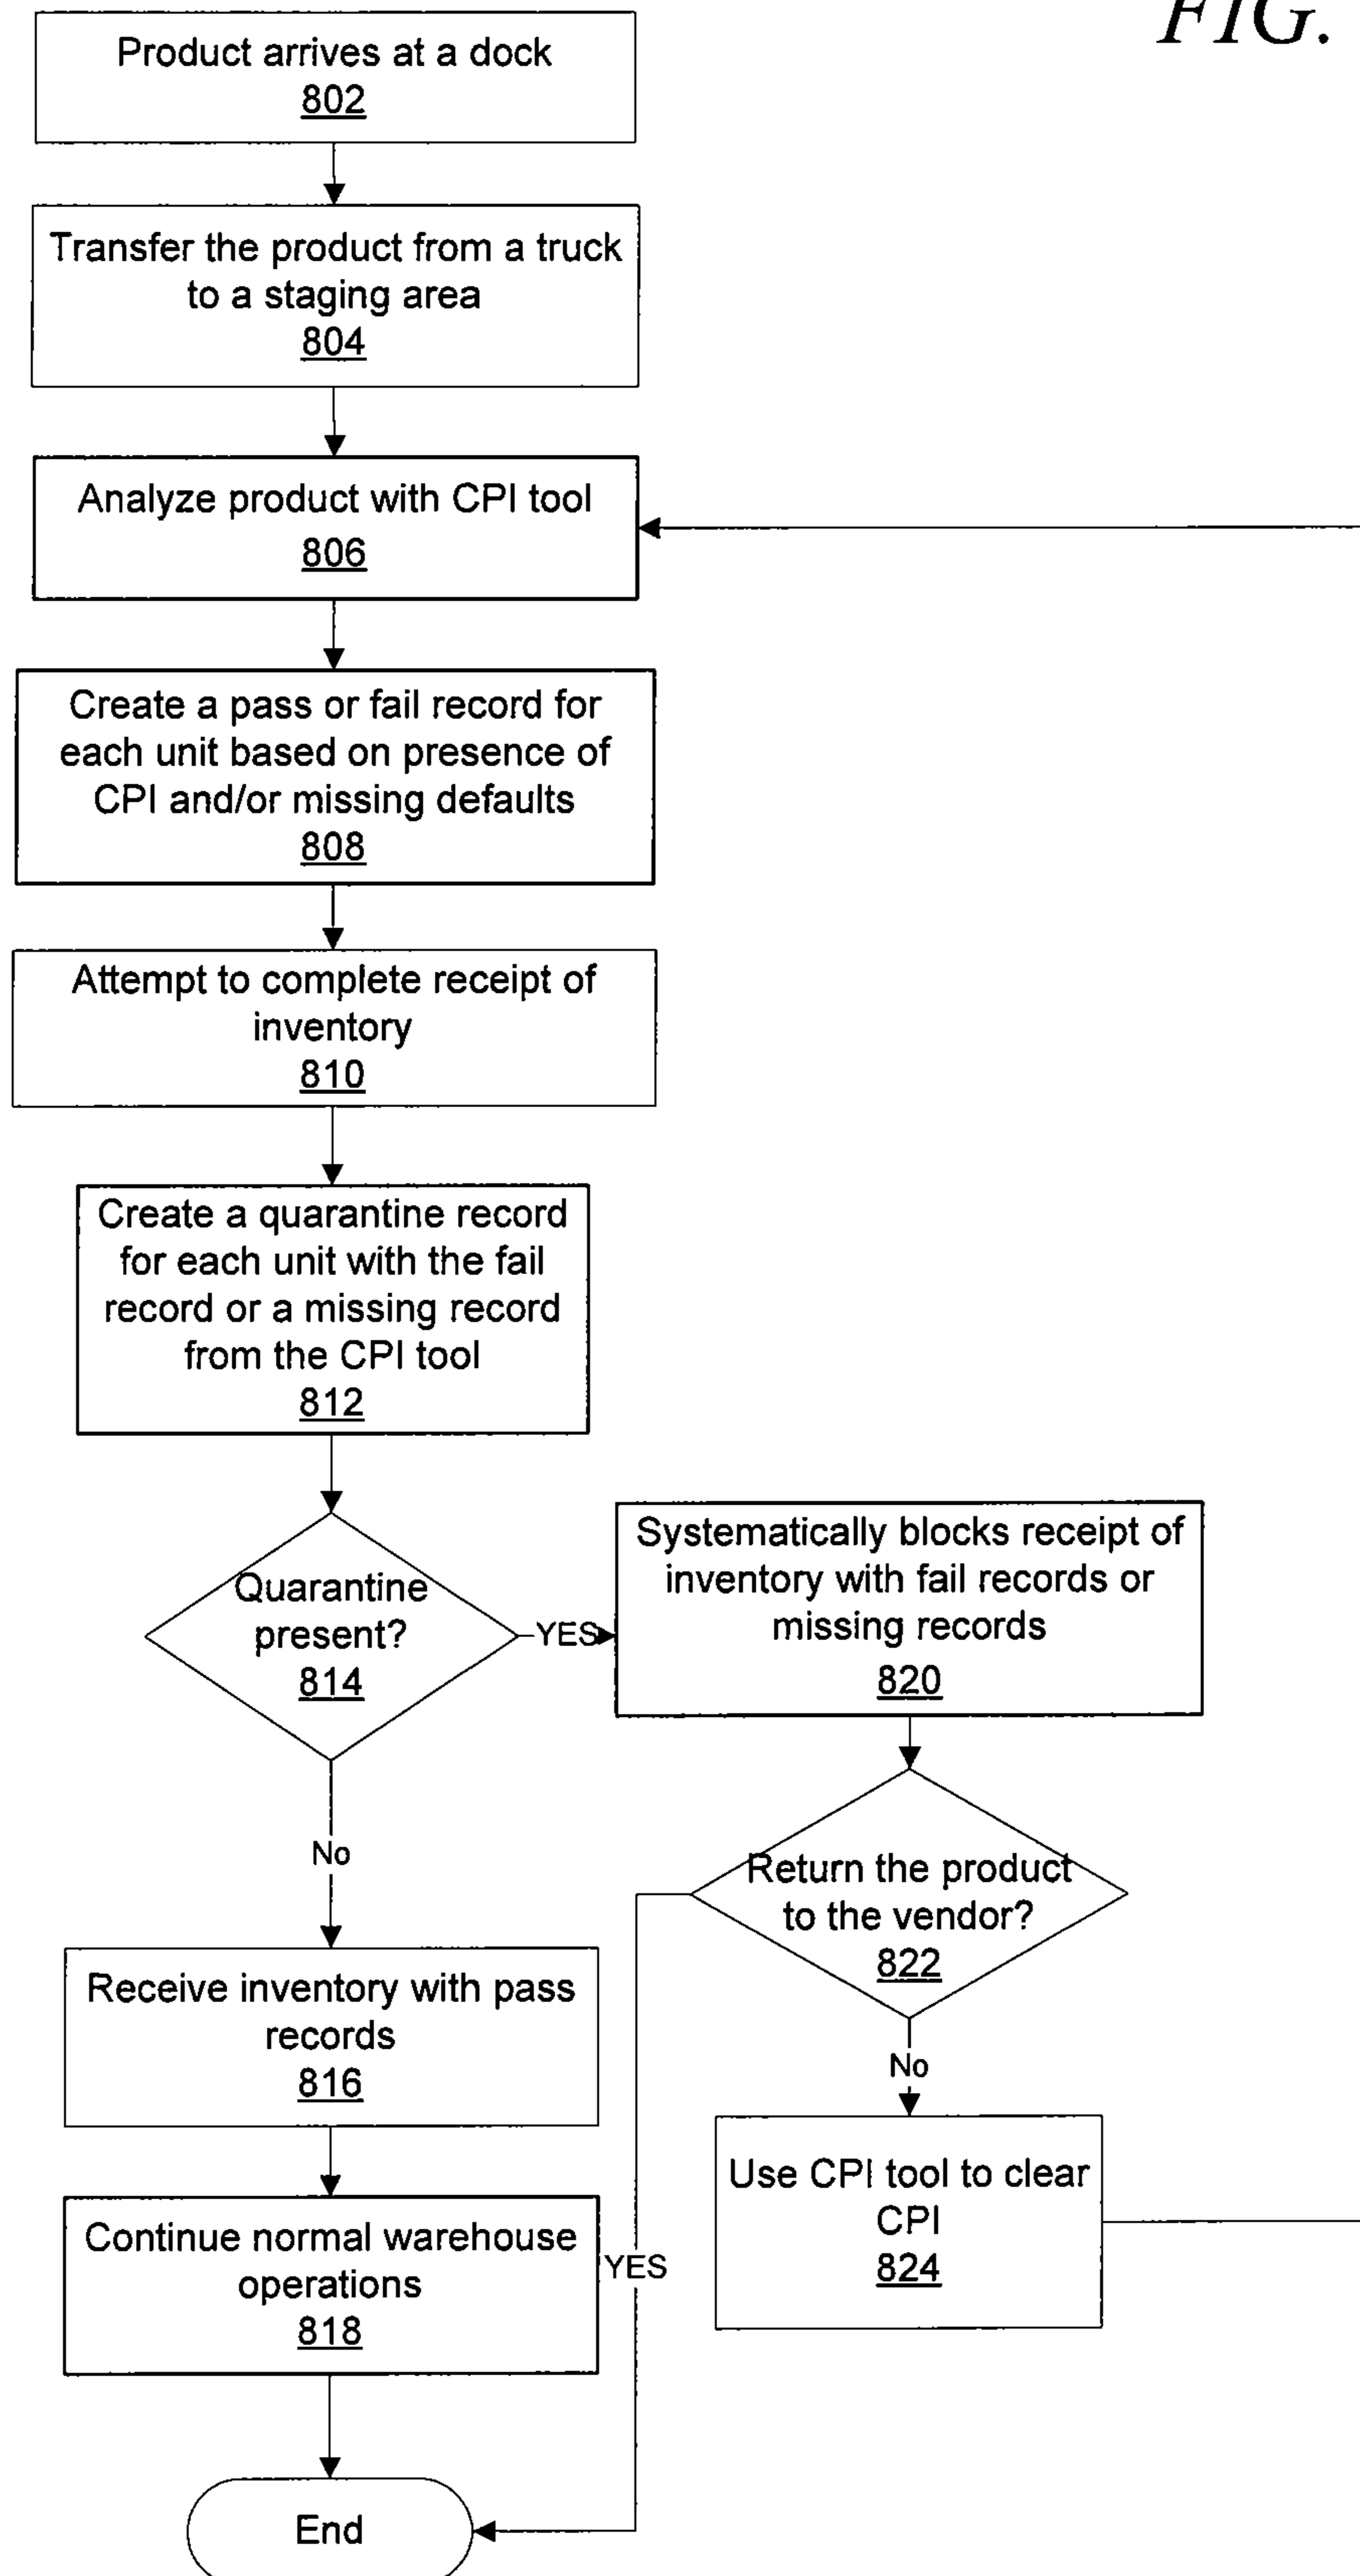 FIG.
Product arrives at a dock
802
Transfer the product from a truck
to a staging area
804
Analyze product with CPI tool
806
Create a pass or fail record for
each unit based on presence of
CPI and/or missing defaults
808
Attempt to complete receipt of
inventory
810
Create a quarantine record
for each unit with the fail
record or a missing record
from the CPI tool
812
Quarantine
present?
814
YES
Systematically blocks receipt of
inventory with fail records or
missing records
820
No
Return the product
to the vendor?
822
Receive inventory with pass
records
816
No
Use CPI tool to clear
CPI
824
Continue normal warehouse
operations
818
YES
End